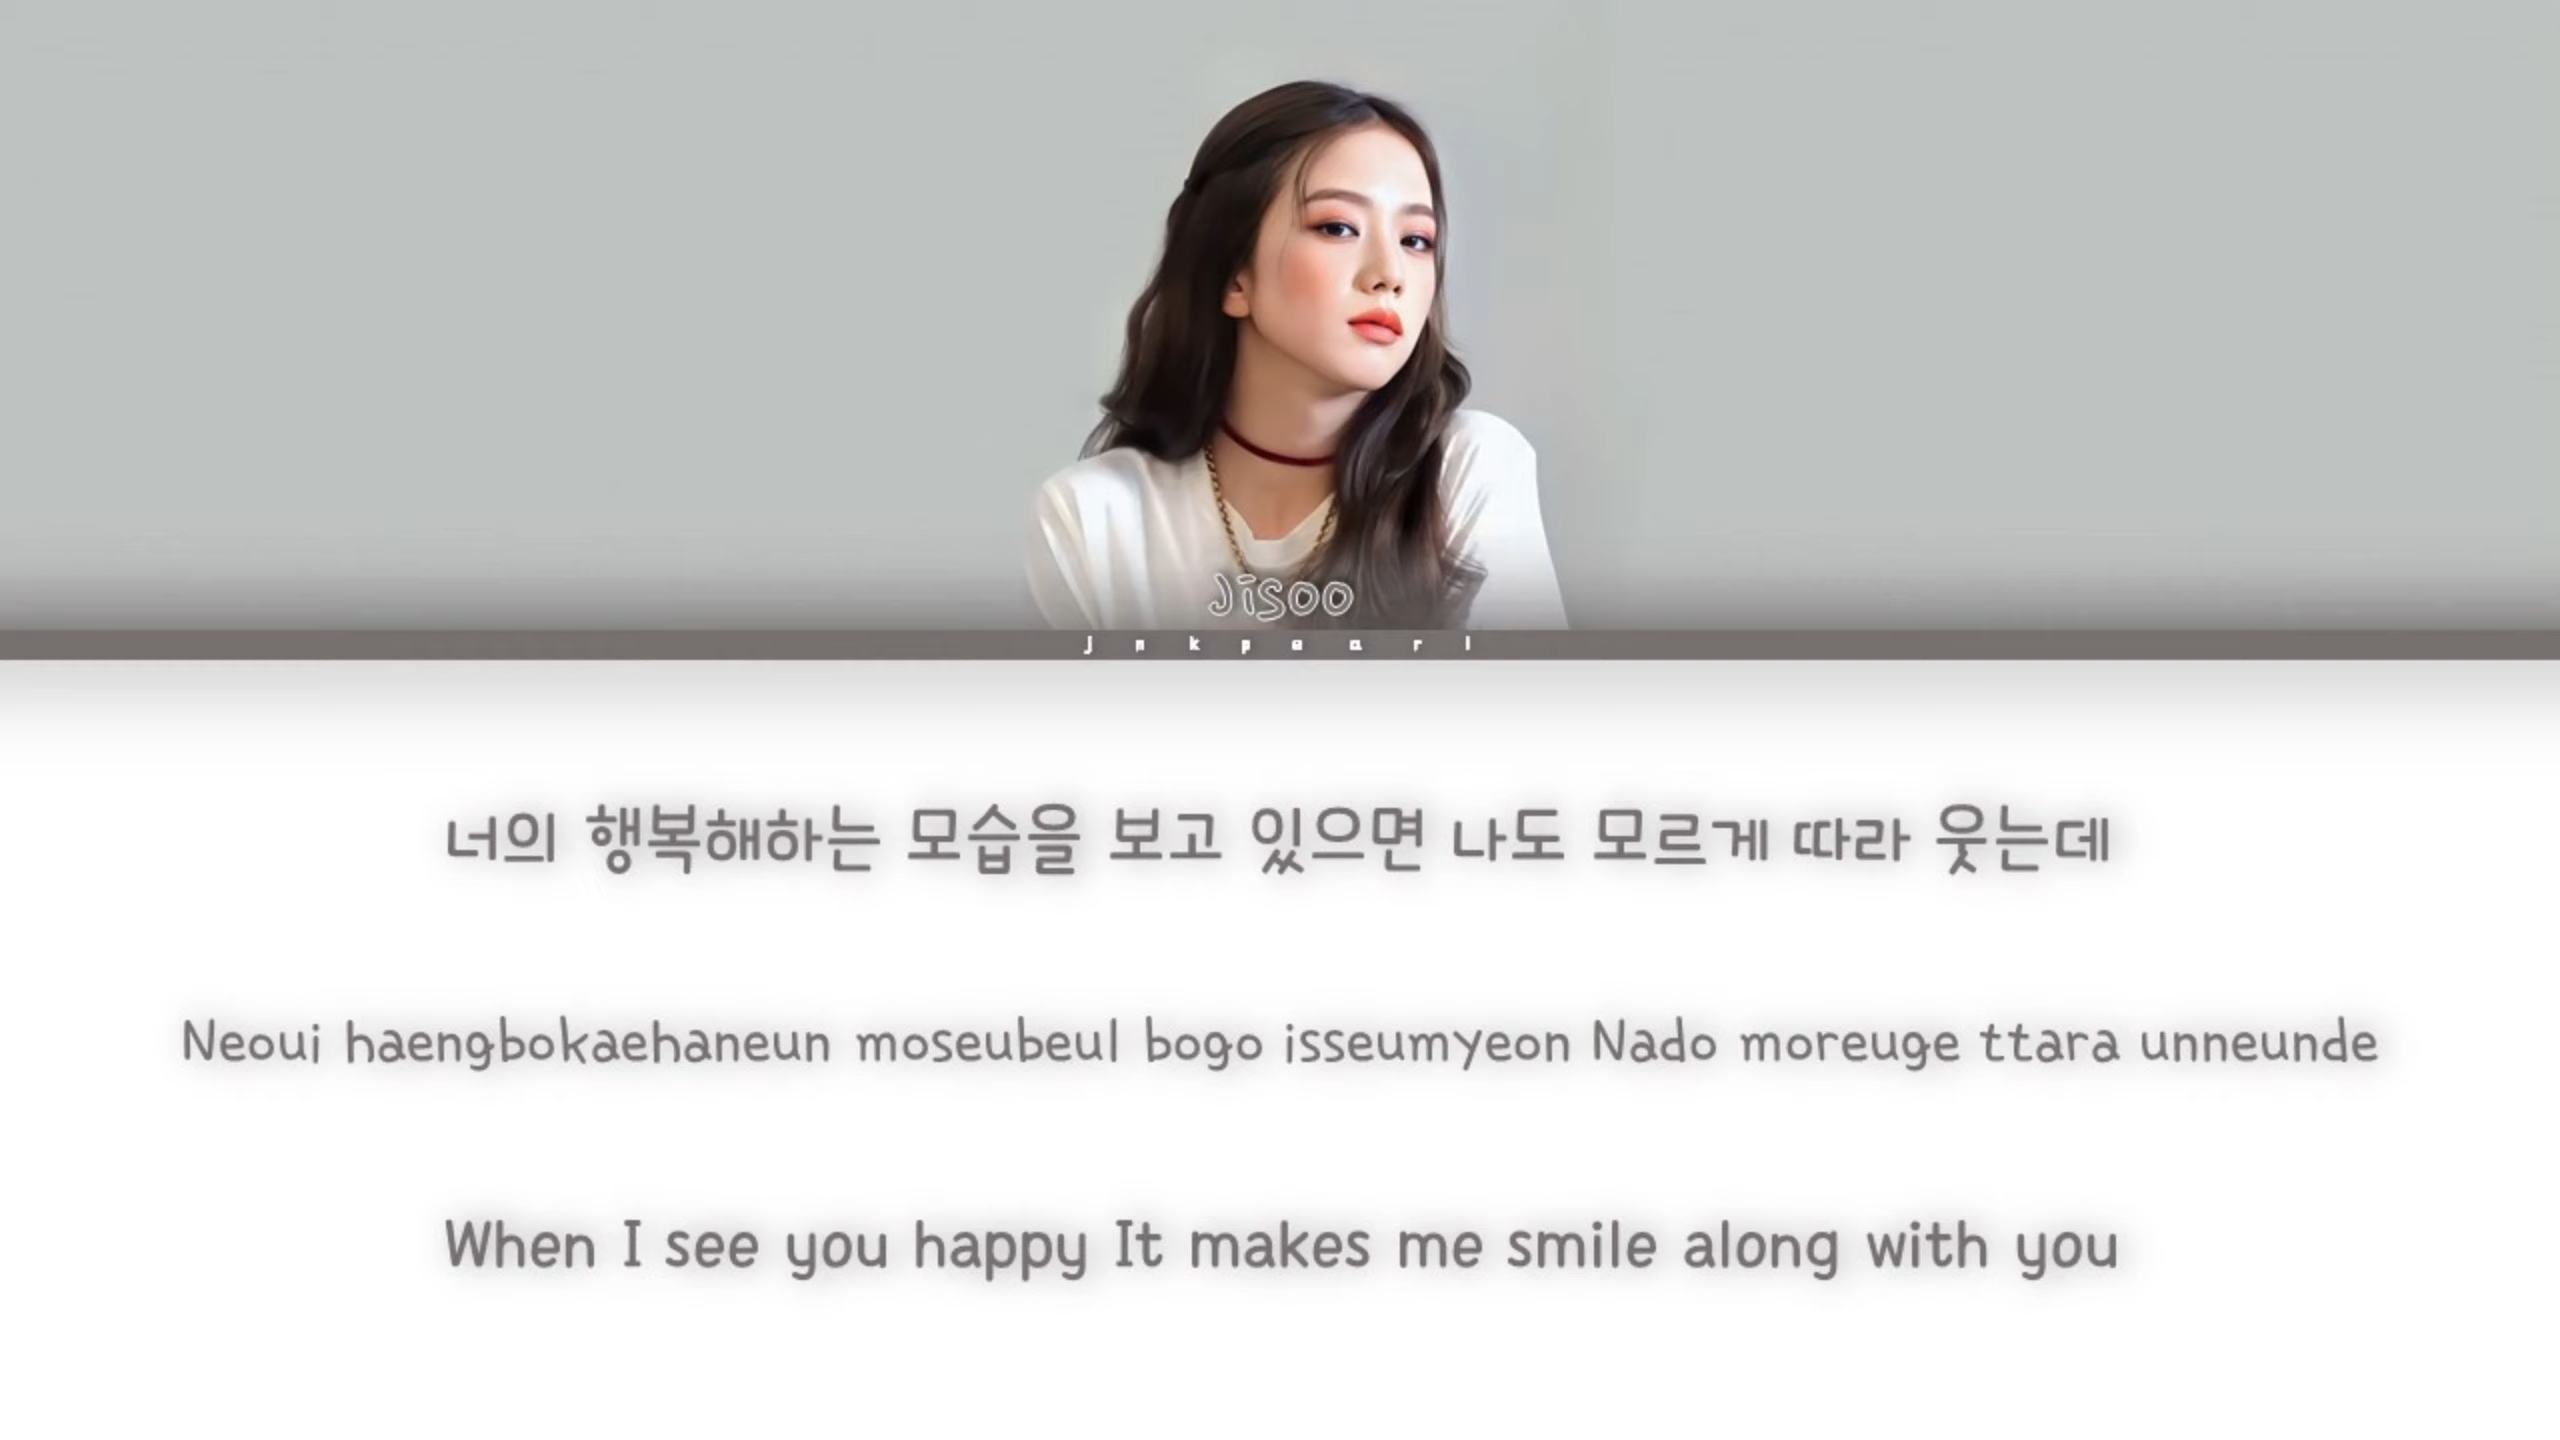 Jisoo
jnkpearl
너의 행복해하는 모습을 보고 있으면 나도 모르게 따라 웃는데
Neoui haengbokaehaneun moseubeul bogo isseumyeon Nado moreuge ttara unneunde
When I see you happy It makes me smile along with you